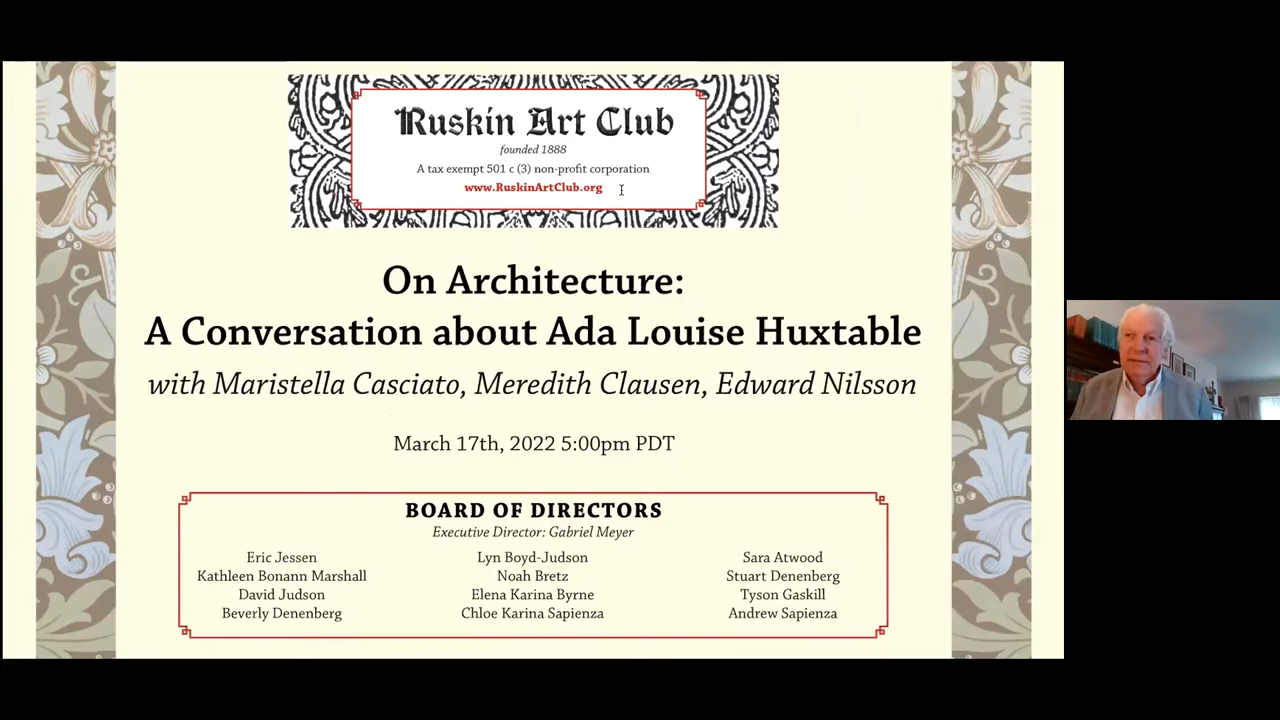 Ruskin Art Club
founded 1888
A tax exempt 501 c (3) non-profit corporation
www.RuskinArtClub.org
On Architecture:
A Conversation about Ada Louise Huxtable
with Maristella Casciato, Meredith Clausen, Edward Nilsson
March 17th, 2022 5:00pm PDT
BOARD OF DIRECTORS
Executive Director: Gabriel Meyer
Eric Jessen
Kathleen Bonann Marshall
David Judson
Beverly Denenberg
Lyn Boyd-Judson
Noah Bretz
Elena Karina Byrne
Chloe Karina Sapienza
Sara Atwood
Stuart Denenberg
Tyson Gaskill
Andrew Sapienza